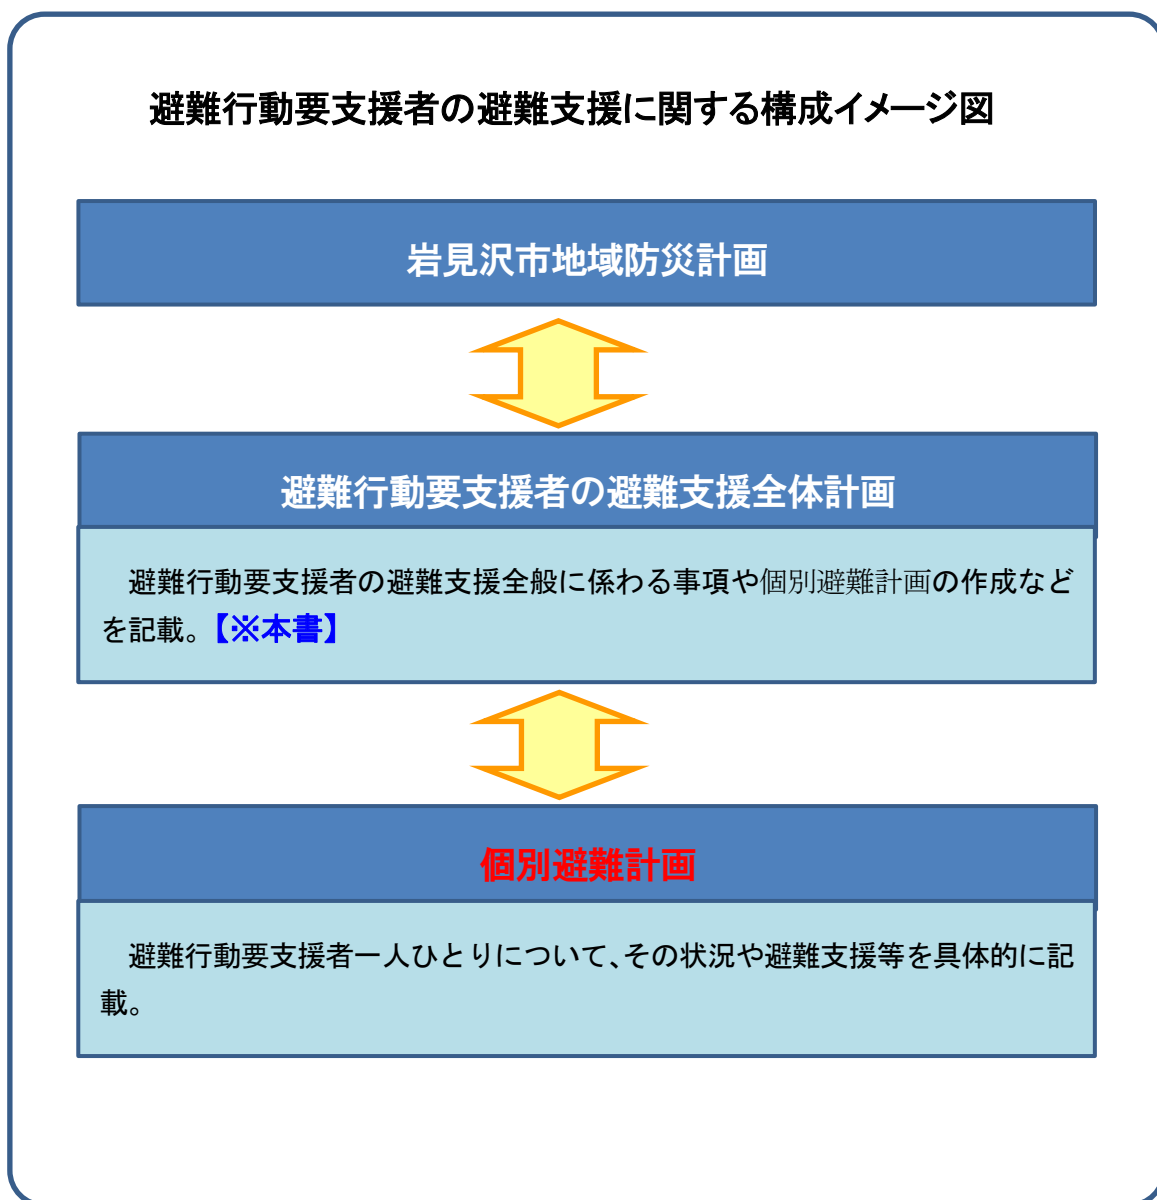 避難行動要支援者の避難支援に関する構成イメージ図
岩見沢市地域防災計画
避難行動要支援者の避難支援全体計画
避難行動要支援者の避難支援全般に係わる事項や個別避難計画の作成など
を記載。【※本書】
個別避難計画
避難行動要支援者一人ひとりについて、その状況や避難支援等を具体的に記
載。